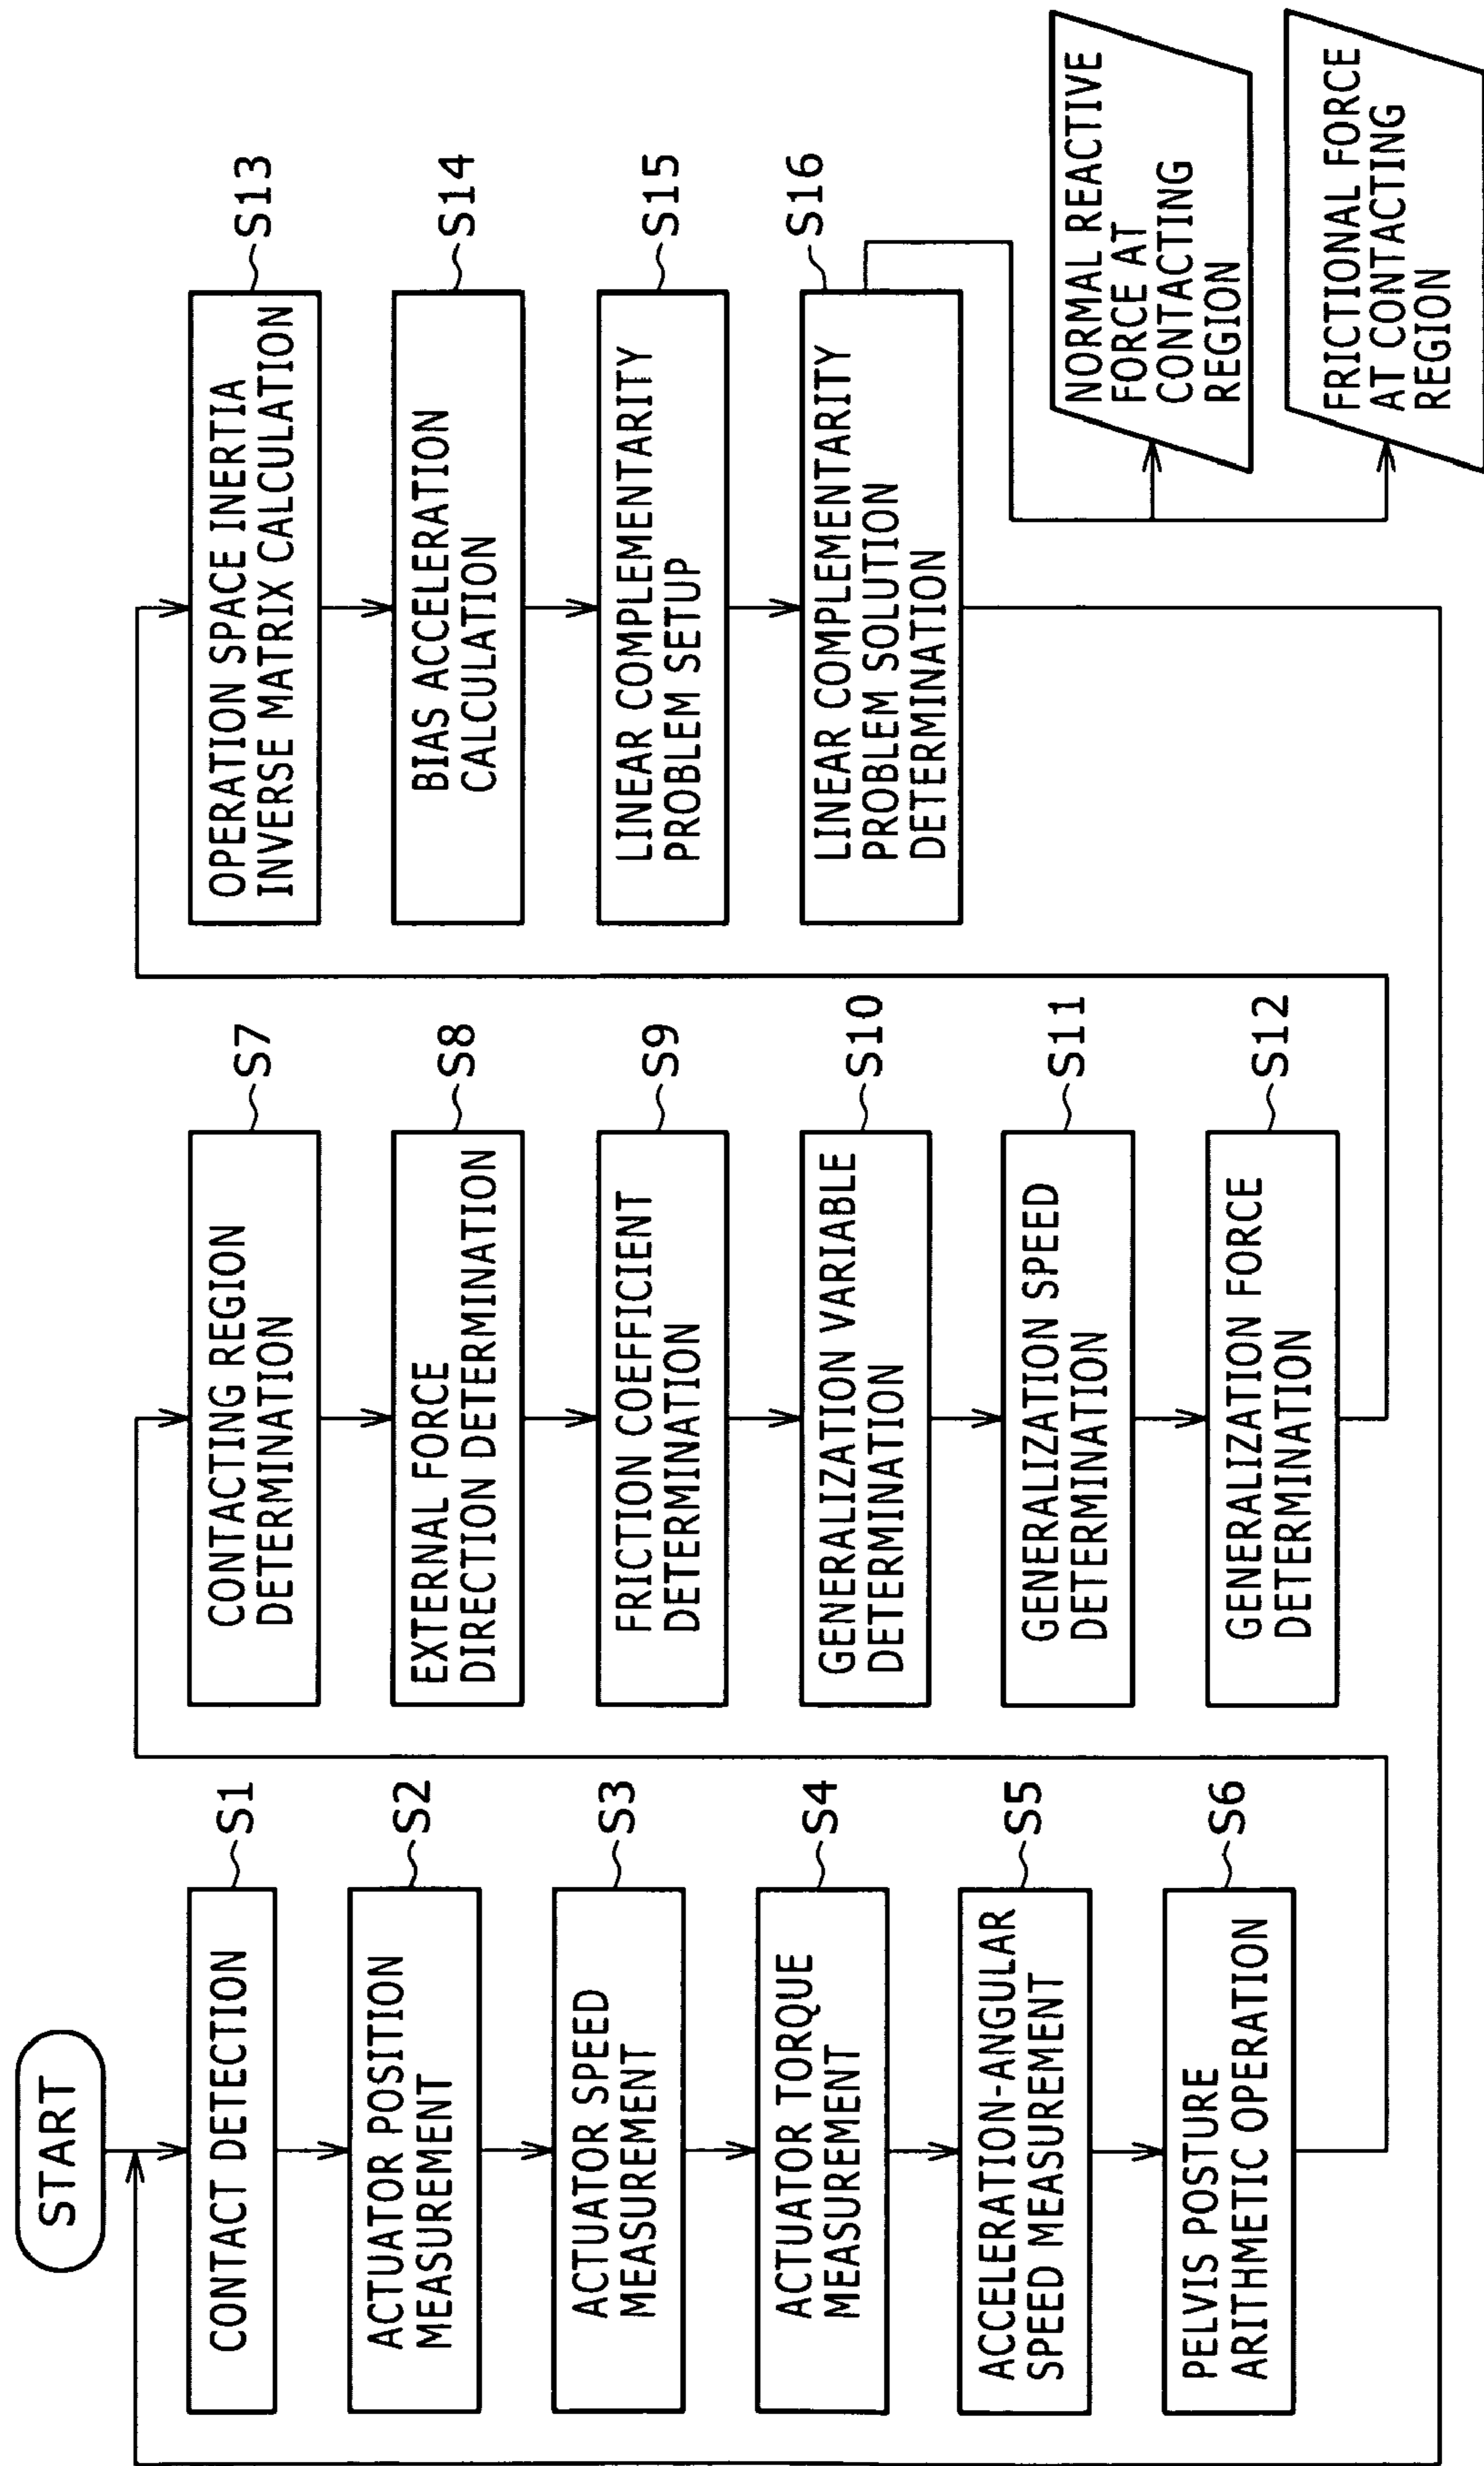 START
CONTACT DETECTION
S1
ACTUATOR POSITION
MEASUREMENT
S2
ACTUATOR SPEED
MEASUREMENT
S3
ACTUATOR TORQUE
MEASUREMENT
S4
ACCELERATION-ANGULAR
SPEED MEASUREMENT
S5
PELVIS POSTURE
ARITHMETIC OPERATION
S6
CONTACTING REGION
DETERMINATION
S7
EXTERNAL FORCE
DIRECTION DETERMINATION
S8
FRICTION COEFFICIENT
DETERMINATION
S9
GENERALIZATION VARIABLE
DETERMINATION
S10
GENERALIZATION SPEED
DETERMINATION
S11
GENERALIZATION FORCE
DETERMINATION
S12
OPERATION SPACE INERTIA
INVERSE MATRIX CALCULATION
S13
BIAS ACCELERATION
CALCULATION
S14
LINEAR COMPLEMENTARITY
PROBLEM SETUP
S15
LINEAR COMPLEMENTARITY
PROBLEM SOLUTION
DETERMINATION
S16
NORMAL REACTIVE
FORCE AT
CONTACTING
REGION
FRICTIONAL FORCE
AT CONTACTING
REGION